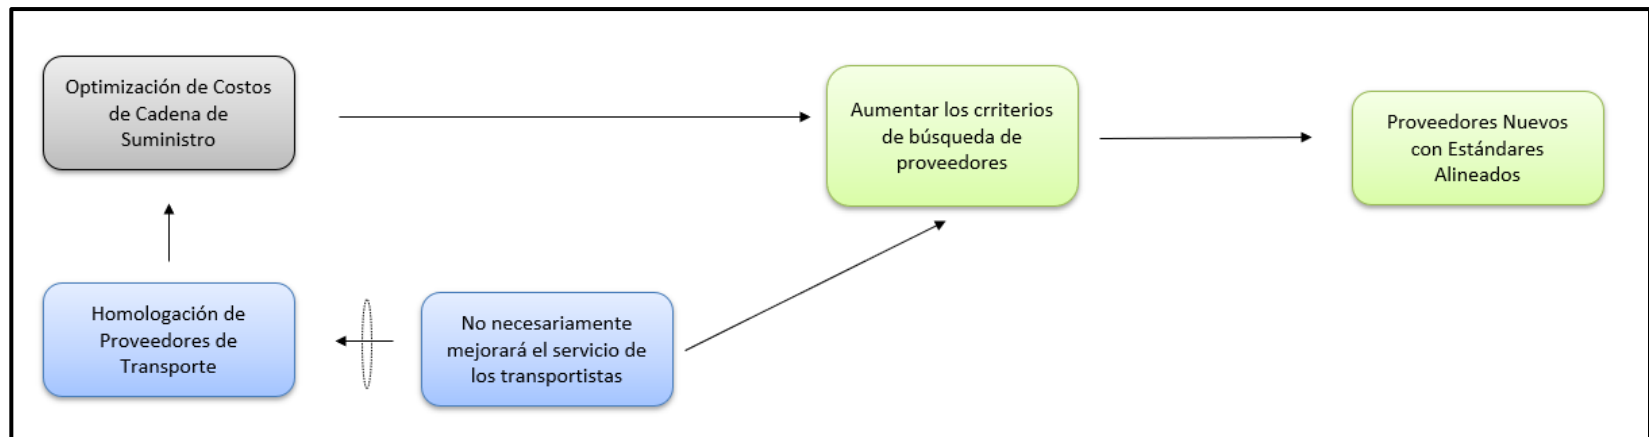 Optimización de Costos
de Cadena de
Suministro
Aumentar los crriterios
de búsqueda de
proveedores
Proveedores Nuevos
con Estándares
Alineados
Homologación de
Proveedores de
Transporte
No necesariamente
mejorará el servicio de
los transportistas